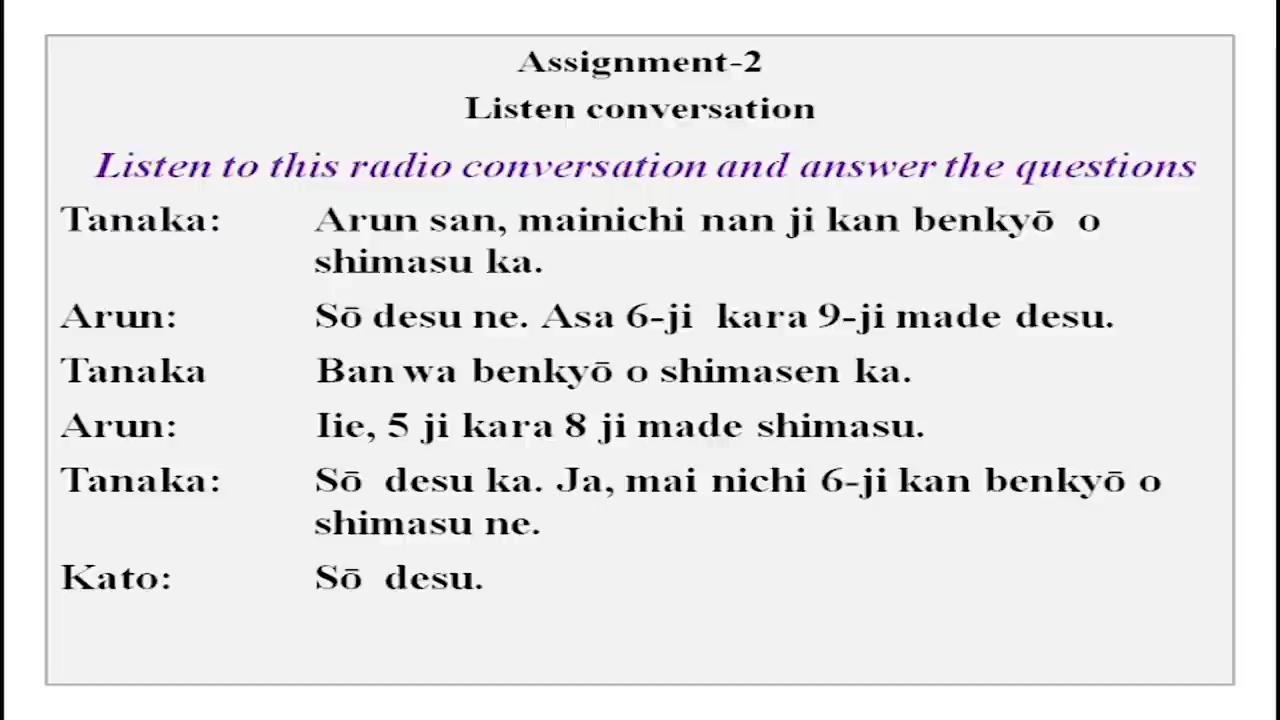 Assignment-2
Listen conversation
Listen to this radio conversation and answer the questions
Tanaka: Arun san, mainichi nan ji kan benkyō o
shimasu ka.
Arun: Sō desu ne. Asa 6-ji kara 9-ji made desu.
Tanaka Ban wa benkyō o shimasen ka.
Arun: Iie, 5 ji kara 8 ji made shimasu.
Tanaka: Sō desu ka. Ja, mai nichi 6-ji kan benkyō o
shimasu ne.
Kato: Sō desu.